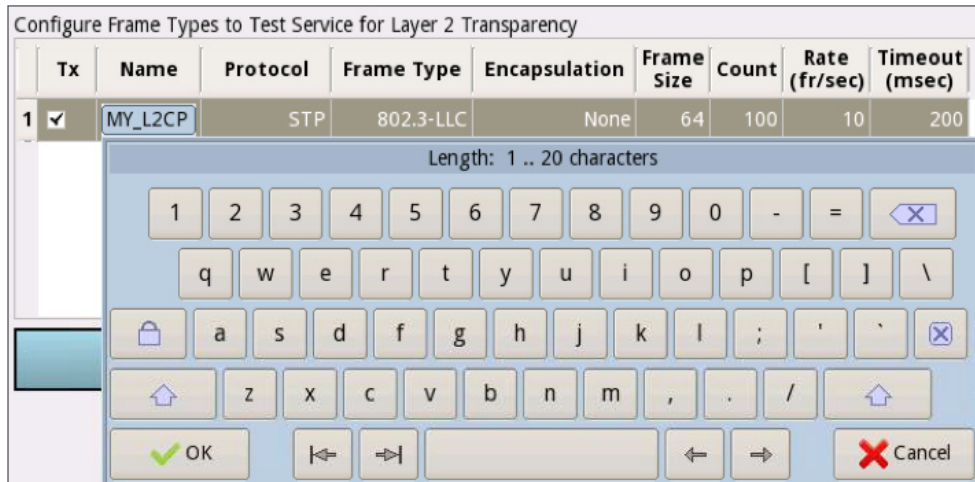 Configure Frame Types to Test Service for Layer 2 Transparency
Tx Name Protocol Frame Type Encapsulation Frame Size Count Rate (fr/sec) Timeout (msec)
1 MY_L2CP STP 802.3-LLC None 64 100 10 200
Length: 1 .. 20 characters
1 2 3 4 5 6 7 8 9 0 - =
q w e r t y u i o p [ ] \
a s d f g h j k l ; ' `
z x c v b n m , . /
OK Cancel